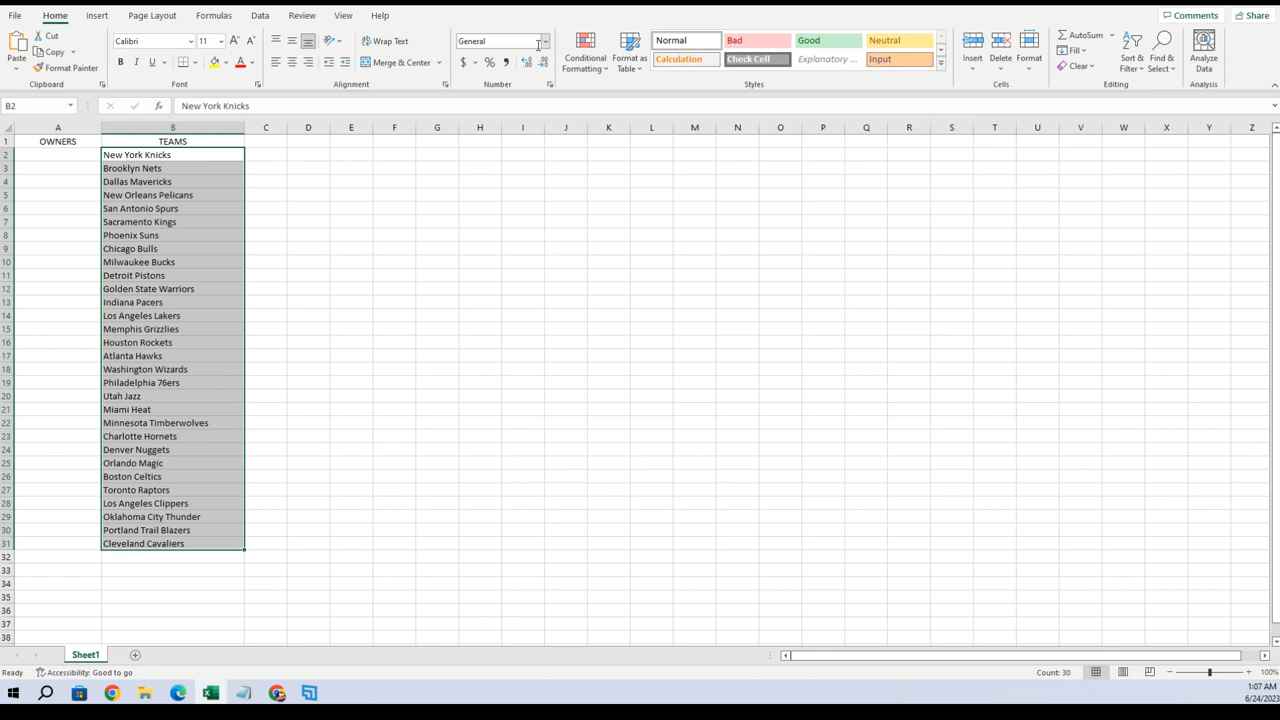 File Home Insert Page Layout Formulas Data Review View Help Comments Share
Cut Calibri 11 A A Wrap Text General Normal Bad Good Neutral AutoSum
Copy Fill
Paste Format Painter B I U A Merge & Center $ % , Conditional Formatting Format as Table Calculation Check Cell Explanatory ... Input Insert Delete Format Clear Sort & Filter Find & Select Analyze Data
Clipboard Font Alignment Number Styles Cells Editing Analysis
B2 fx New York Knicks
A B C D E F G H I J K L M N O P Q R S T U V W X Y Z
1 OWNERS TEAMS
2 New York Knicks
3 Brooklyn Nets
4 Dallas Mavericks
5 New Orleans Pelicans
6 San Antonio Spurs
7 Sacramento Kings
8 Phoenix Suns
9 Chicago Bulls
10 Milwaukee Bucks
11 Detroit Pistons
12 Golden State Warriors
13 Indiana Pacers
14 Los Angeles Lakers
15 Memphis Grizzlies
16 Houston Rockets
17 Atlanta Hawks
18 Washington Wizards
19 Philadelphia 76ers
20 Utah Jazz
21 Miami Heat
22 Minnesota Timberwolves
23 Charlotte Hornets
24 Denver Nuggets
25 Orlando Magic
26 Boston Celtics
27 Toronto Raptors
28 Los Angeles Clippers
29 Oklahoma City Thunder
30 Portland Trail Blazers
31 Cleveland Cavaliers
32
33
34
35
36
37
38
Sheet1
Ready Accessibility: Good to go Count: 30 100%
1:07 AM
6/24/2023